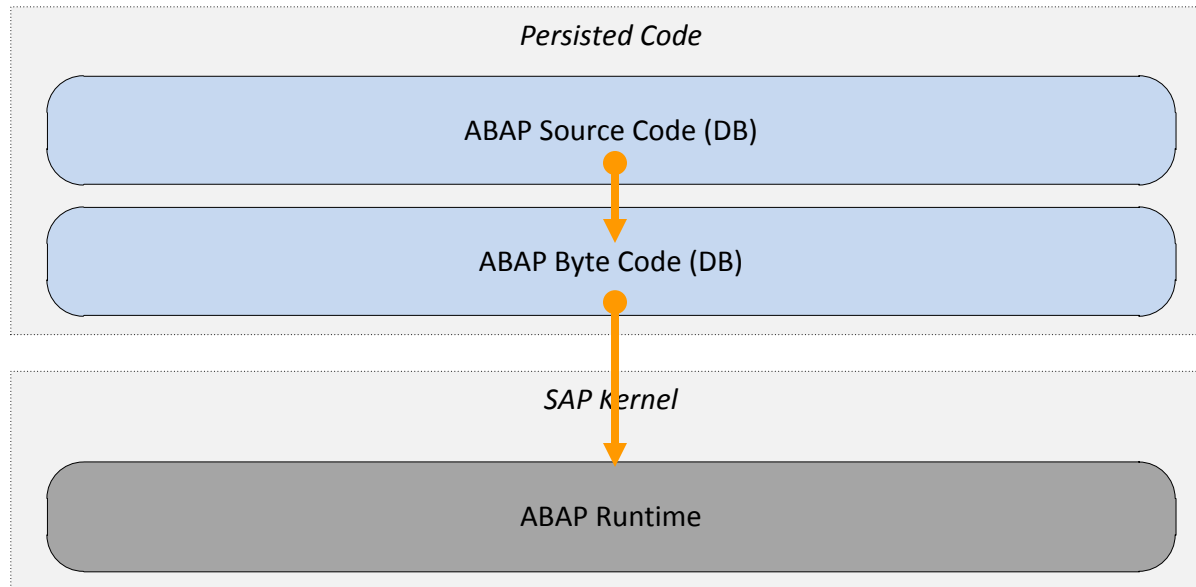 Persisted Code
ABAP Source Code (DB)
ABAP Byte Code (DB)
SAP Kernel
ABAP Runtime